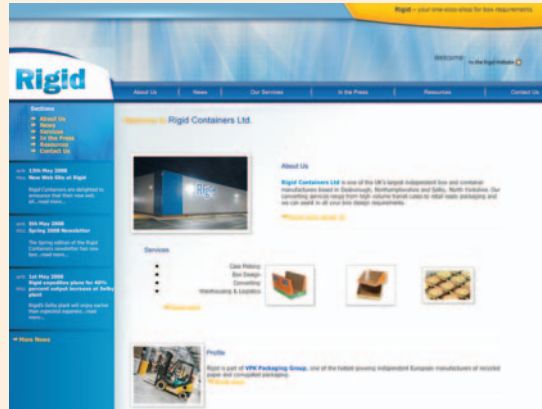 Rigid – your one-stop-shop for box requirements
Welcome to the Rigid website
Rigid
About Us
News
Our Services
In the Press
Resources
Contact Us
Sections
About Us
News
Services
In the Press
Resources
Contact Us
Welcome to Rigid Containers Ltd.
13th May 2008
New Web Site at Rigid
Rigid Containers are delighted to
announce that their new web
sit...read more...
5th May 2008
Spring 2008 Newsletter
The Spring edition of the Rigid
Containers newsletter has now
been...read more...
1st May 2008
Rigid expedites plans for 40%
percent output increase at Selby
plant
Rigid's Selby plant will enjoy earlier
than expected expansion...read
more...
More News
Rigid
About Us
Rigid Containers Ltd is one of the UK's largest independent box and container
manufacturers based in Desborough, Northamptonshire and Selby, North Yorkshire. Our
converting services range from high-volume transit cases to retail ready packaging and
we can assist in all your box design requirements.
Services
Case Making
Box Design
Converting
Warehousing & Logistics
Read more
Profile
Rigid is part of VPK Packaging Group, one of the fastest growing independent European manufacturers of recycled
paper and corrugated packaging.
Read more